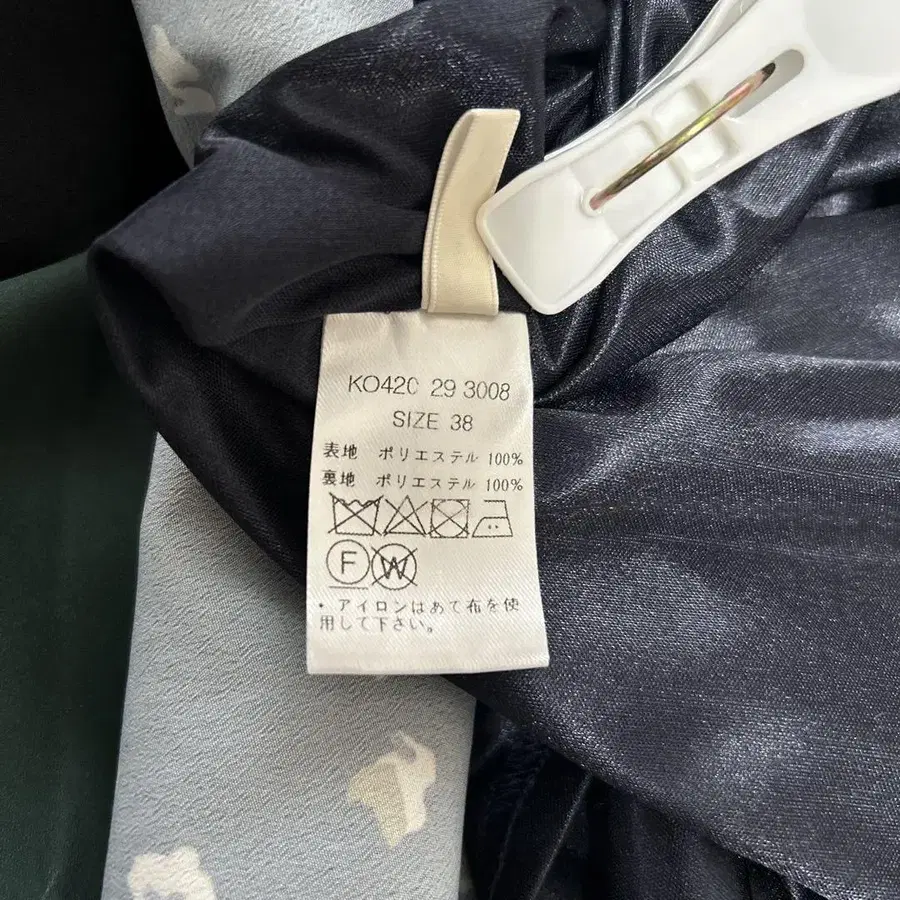 KO420 29 3008
SIZE 38
表地 ポリエステル 100%
裏地 ポリエステル 100%
F W
・アイロンはあて布を使
用して下さい。